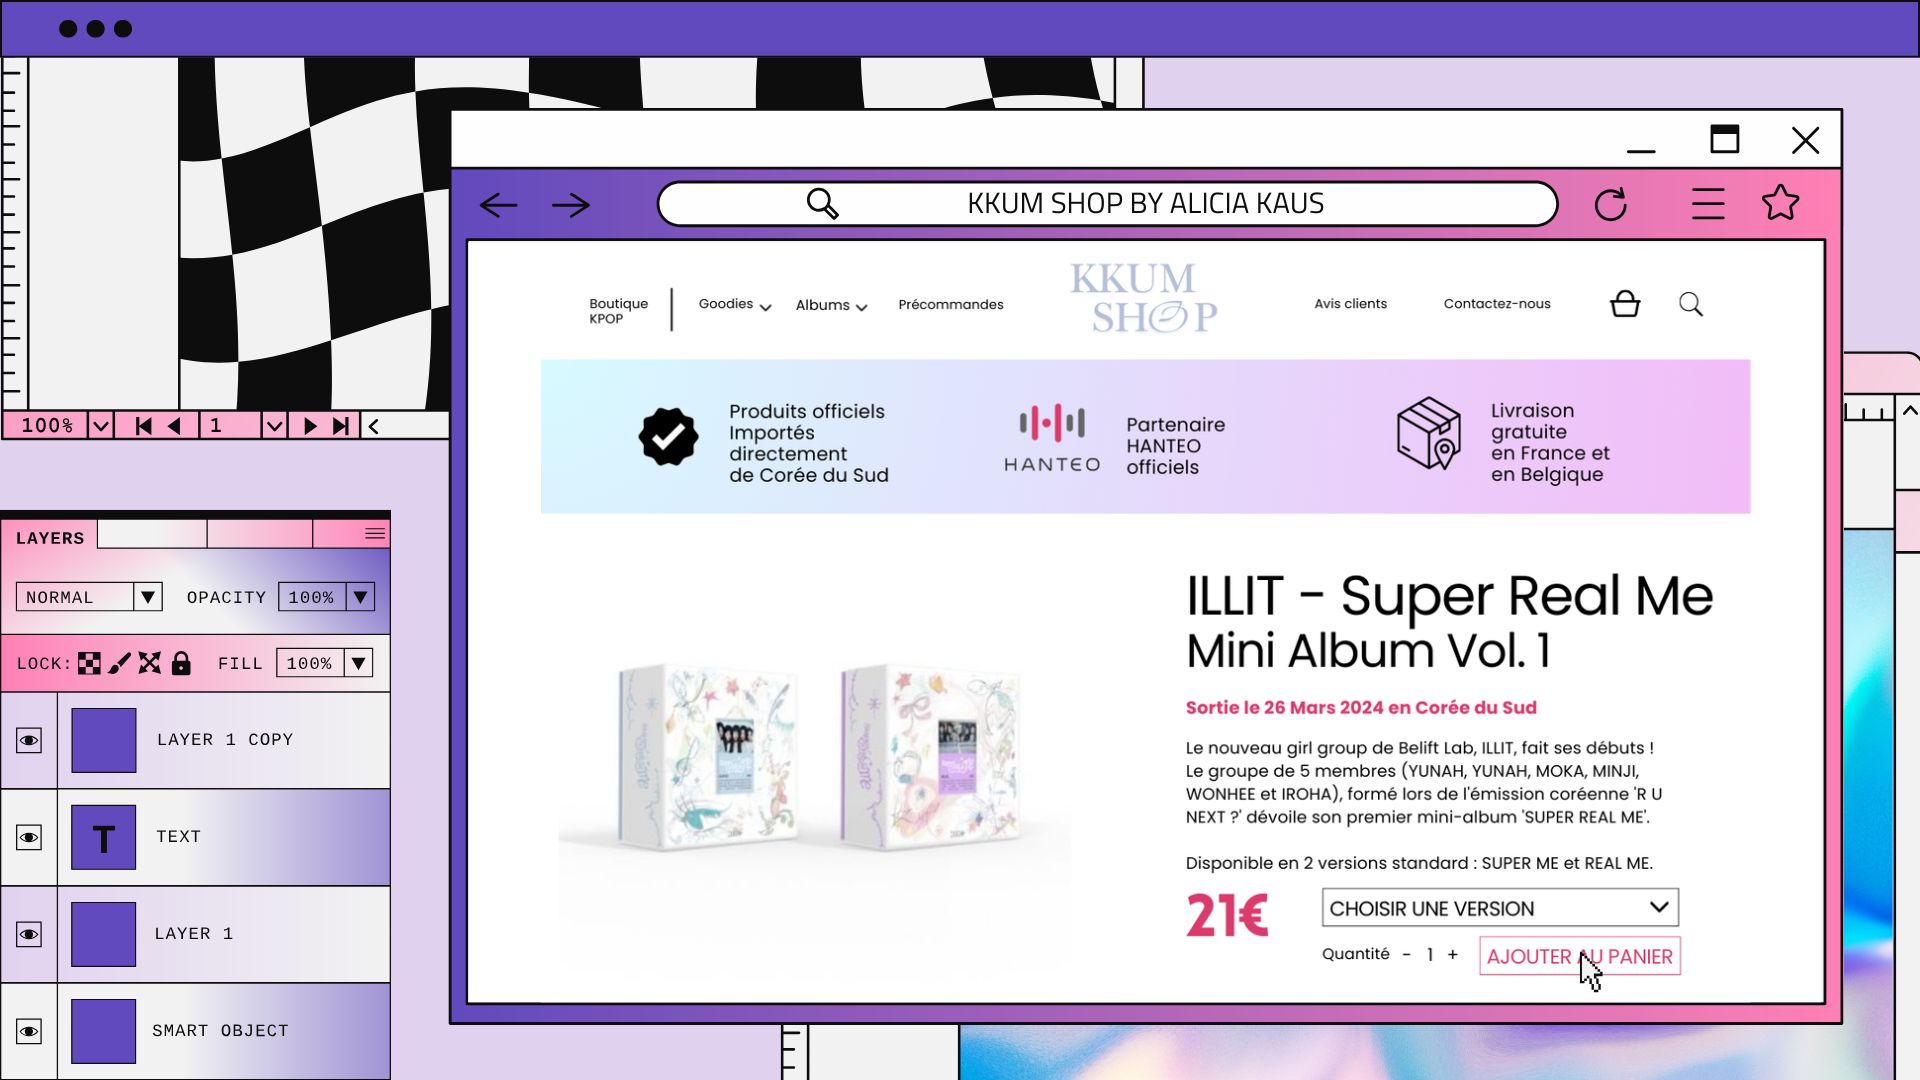 KKUM SHOP BY ALICIA KAUS
Boutique
KPOP
Goodies
Albums
Précommandes
KKUM
SHOP
Avis clients
Contactez-nous
Produits officiels
Importés
directement
de Corée du Sud
HANTEO
Partenaire
HANTEO
officiels
Livraison
gratuite
en France et
en Belgique
ILLIT - Super Real Me
Mini Album Vol. 1
Sortie le 26 Mars 2024 en Corée du Sud
Le nouveau girl group de Belift Lab, ILLIT, fait ses débuts !
Le groupe de 5 membres (YUNAH, YUNAH, MOKA, MINJI,
WONHEE et IROHA), formé lors de l'émission coréenne 'R U
NEXT ?' dévoile son premier mini-album 'SUPER REAL ME'.
Disponible en 2 versions standard : SUPER ME et REAL ME.
21€
CHOISIR UNE VERSION
Quantité - 1 +
AJOUTER AU PANIER
100%
1
LAYERS
NORMAL
OPACITY
100%
LOCK:
FILL
100%
LAYER 1 COPY
T
TEXT
LAYER 1
SMART OBJECT